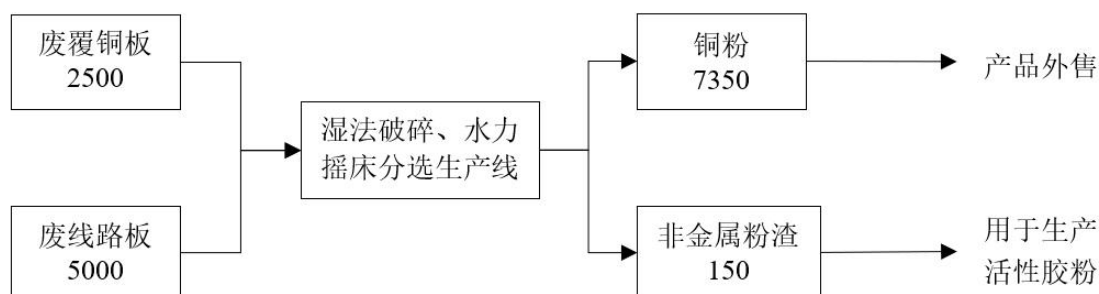 废覆铜板
2500
废线路板
5000
湿法破碎、水力
摇床分选生产线
铜粉
7350
产品外售
非金属粉渣
150
用于生产
活性胶粉